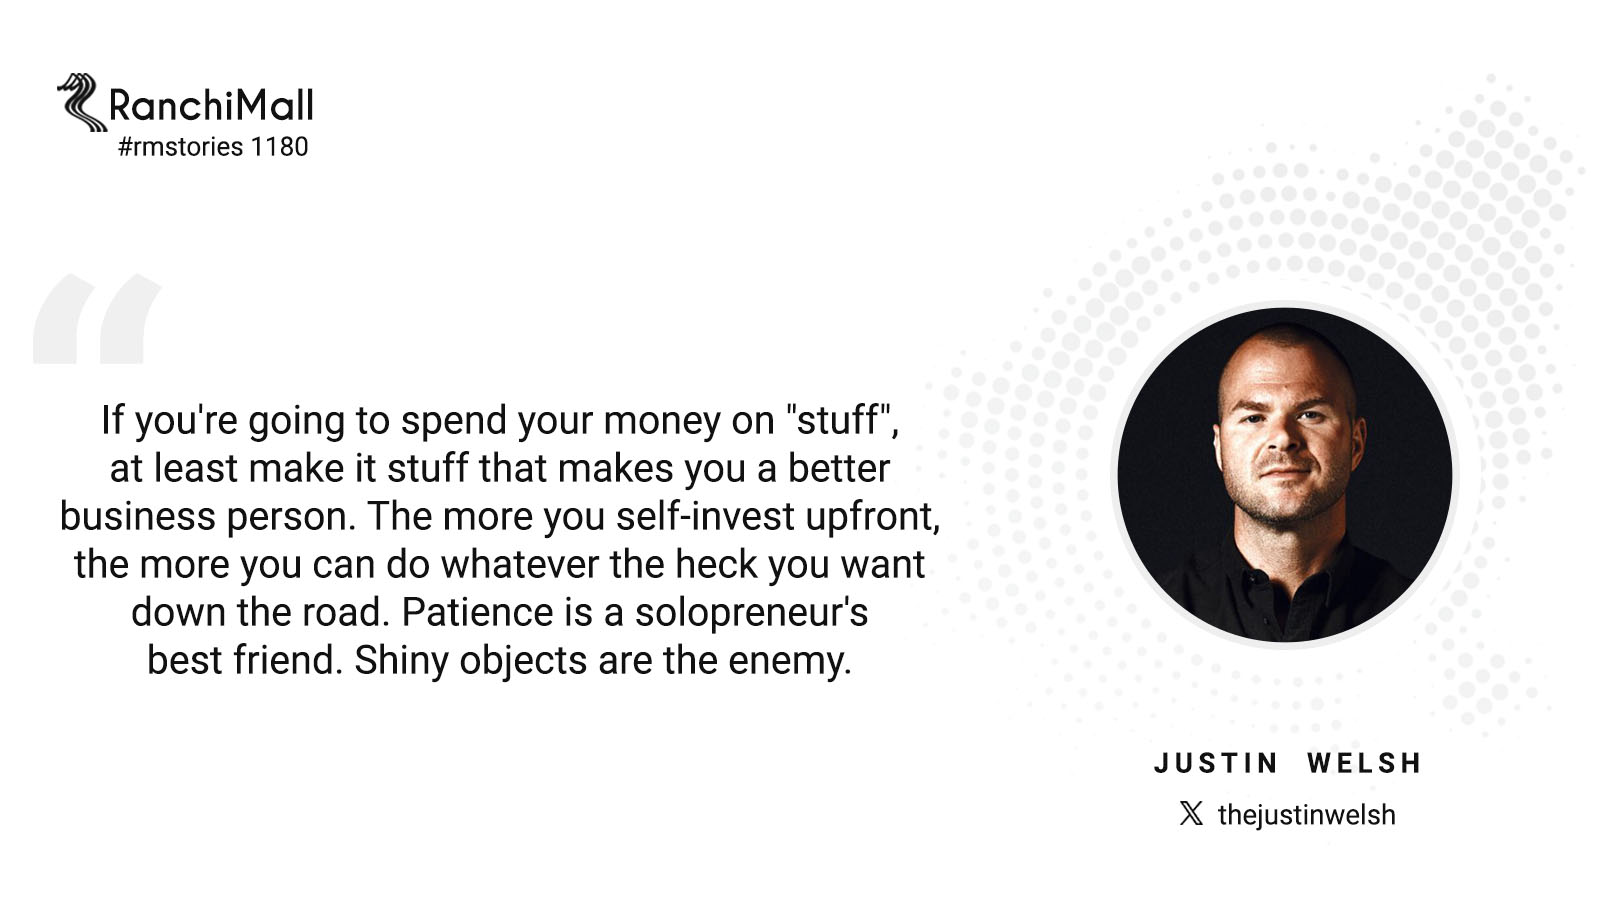 RanchiMall
#rmstories 1180
“
If you're going to spend your money on "stuff",
at least make it stuff that makes you a better
business person. The more you self-invest upfront,
the more you can do whatever the heck you want
down the road. Patience is a solopreneur's
best friend. Shiny objects are the enemy.
JUSTIN WELSH
X thejustinwelsh